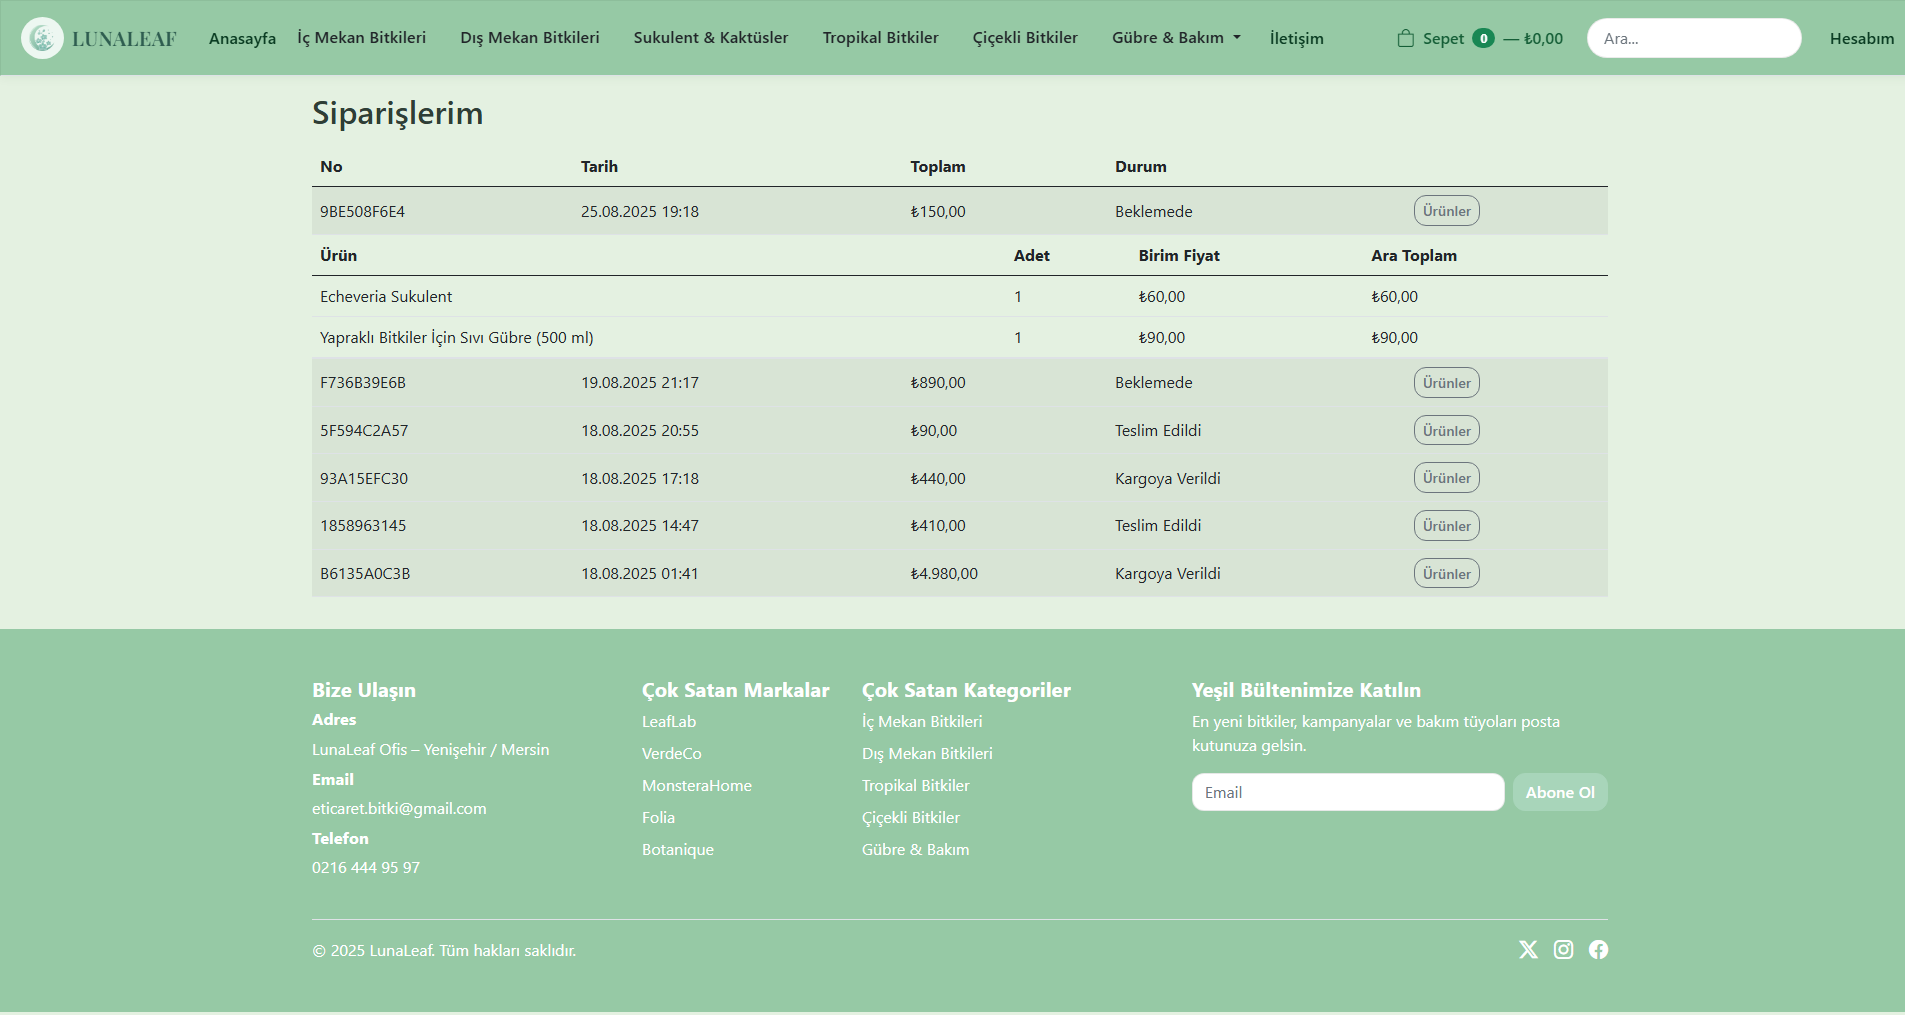 LUNALEAF Anasayfa İç Mekan Bitkileri Dış Mekan Bitkileri Sukulent & Kaktüsler Tropikal Bitkiler Çiçekli Bitkiler Gübre & Bakım İletişim Sepet 0 — ₺0,00 Ara... Hesabım
Siparişlerim
No Tarih Toplam Durum
9BE508F6E4 25.08.2025 19:18 ₺150,00 Beklemede Ürünler
Ürün Adet Birim Fiyat Ara Toplam
Echeveria Sukulent 1 ₺60,00 ₺60,00
Yapraklı Bitkiler İçin Sıvı Gübre (500 ml) 1 ₺90,00 ₺90,00
F736B39E6B 19.08.2025 21:17 ₺890,00 Beklemede Ürünler
5F594C2A57 18.08.2025 20:55 ₺90,00 Teslim Edildi Ürünler
93A15EFC30 18.08.2025 17:18 ₺440,00 Kargoya Verildi Ürünler
1858963145 18.08.2025 14:47 ₺410,00 Teslim Edildi Ürünler
B6135A0C3B 18.08.2025 01:41 ₺4.980,00 Kargoya Verildi Ürünler
Bize Ulaşın
Adres
LunaLeaf Ofis – Yenişehir / Mersin
Email
eticaret.bitki@gmail.com
Telefon
0216 444 95 97
Çok Satan Markalar
LeafLab
VerdeCo
MonsteraHome
Folia
Botanique
Çok Satan Kategoriler
İç Mekan Bitkileri
Dış Mekan Bitkileri
Tropikal Bitkiler
Çiçekli Bitkiler
Gübre & Bakım
Yeşil Bültenimize Katılın
En yeni bitkiler, kampanyalar ve bakım tüyoları posta
kutunuza gelsin.
Email Abone Ol
© 2025 LunaLeaf. Tüm hakları saklıdır.